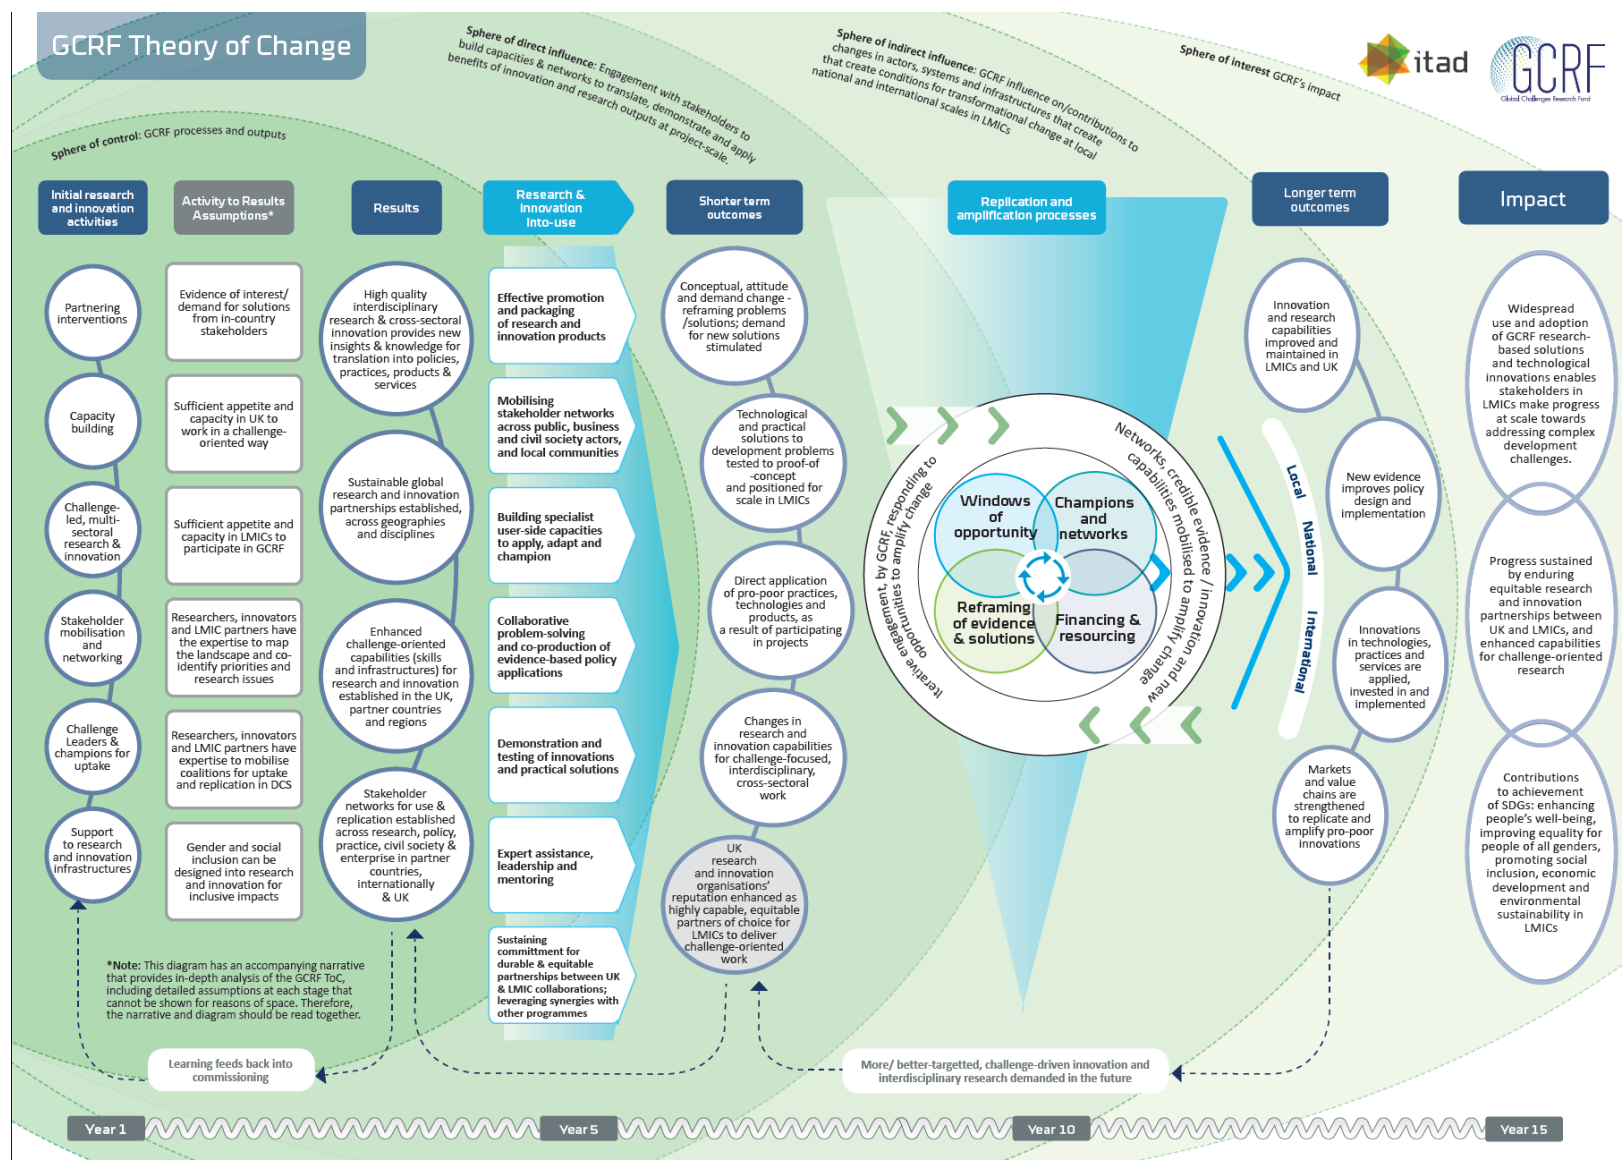 GCRF Theory of Change
Sphere of control: GCRF processes and outputs
Sphere of direct influence: Engagement with stakeholders to
build capacities & networks to translate, demonstrate and apply
benefits of innovation and research outputs at project-scale.
Sphere of indirect influence: GCRF influence on/contributions to
changes in actors, systems and infrastructures that create
that create conditions for transformational change at local
national and international scales in LMICs
Sphere of interest GCRF's impact
itad
GCRF
Global Challenges Research Fund
Initial research
and innovation
activities
Partnering
interventions
Capacity
building
Challenge-
led, multi-
sectoral
research &
innovation
Stakeholder
mobilisation
and
networking
Challenge
Leaders &
champions for
uptake
Support
to research
and innovation
infrastructures
Activity to Results
Assumptions*
Evidence of interest/
demand for solutions
from in-country
stakeholders
Sufficient appetite and
capacity in UK to
work in a challenge-
oriented way
Sufficient appetite and
capacity in LMICs to
participate in GCRF
Researchers, innovators
and LMIC partners have
the expertise to map
the landscape and co-
identify priorities and
research issues
Researchers, innovators
and LMIC partners have
expertise to mobilise
coalitions for uptake
and replication in DCS
Gender and social
inclusion can be
designed into research
and innovation for
inclusive impacts
Results
High quality
interdisciplinary
research & cross-sectoral
innovation provides new
insights & knowledge for
translation into policies,
practices, products &
services
Sustainable global
research and innovation
partnerships established,
across geographies
and disciplines
Enhanced
challenge-oriented
capabilities (skills
and infrastructures) for
research and innovation
established in the UK,
partner countries
and regions
Stakeholder
networks for use &
replication established
across research, policy,
practice, civil society &
enterprise in partner
countries,
internationally
& UK
Research &
Innovation
Into-use
Effective promotion
and packaging
of research and
innovation products
Mobilising
stakeholder networks
across public, business
and civil society actors,
and local communities
Building specialist
user-side capacities
to apply, adapt and
champion
Collaborative
problem-solving
and co-production of
evidence-based policy
applications
Demonstration and
testing of innovations
and practical solutions
Expert assistance,
leadership and
mentoring
Sustaining
committment for
durable & equitable
partnerships between UK
& LMIC collaborations;
leveraging synergies with
other programmes
Shorter term
outcomes
Conceptual, attitude
and demand change -
reframing problems
/solutions; demand
for new solutions
stimulated
Technological
and practical
solutions to
development problems
tested to proof-of
-concept
and positioned for
scale in LMICs
Direct application
of pro-poor practices,
technologies and
products, as
a result of participating
in projects
Changes in
research and
innovation capabilities
for challenge-focused,
interdisciplinary,
cross-sectoral
work
UK
research
and innovation
organisations'
reputation enhanced as
highly capable, equitable
partners of choice for
LMICs to deliver
challenge-oriented
work
Replication and
amplification processes
Iterative engagement, by GCRF, responding to
opportunities to amplify change
Networks, credible evidence / innovation and new
capabilities mobilised to amplify change
Windows
of
opportunity
Champions
and
networks
Reframing
of evidence
& solutions
Financing &
resourcing
Local
National
International
Longer term
outcomes
Innovation
and research
capabilities
improved and
maintained in
LMICs and UK
New evidence
improves policy
design and
implementation
Innovations
in technologies,
practices and
services are
applied,
invested in and
implemented
Markets
and value
chains are
strengthened
to replicate and
amplify pro-poor
innovations
Impact
Widespread
use and adoption
of GCRF research-
based solutions
and technological
innovations enables
stakeholders in
LMICs make progress
at scale towards
addressing complex
development
challenges.
Progress sustained
by enduring
equitable research
and innovation
partnerships between
UK and LMICs, and
enhanced capabilities
for challenge-oriented
research
Contributions
to achievement
of SDGs: enhancing
people's well-being,
improving equality for
people of all genders,
promoting social
inclusion, economic
development and
environmental
sustainability in
LMICs
*Note: This diagram has an accompanying narrative
that provides in-depth analysis of the GCRF ToC,
including detailed assumptions at each stage that
cannot be shown for reasons of space. Therefore,
the narrative and diagram should be read together.
Learning feeds back into
commissioning
More/ better-targetted, challenge-driven innovation and
interdisciplinary research demanded in the future
Year 1
Year 5
Year 10
Year 15